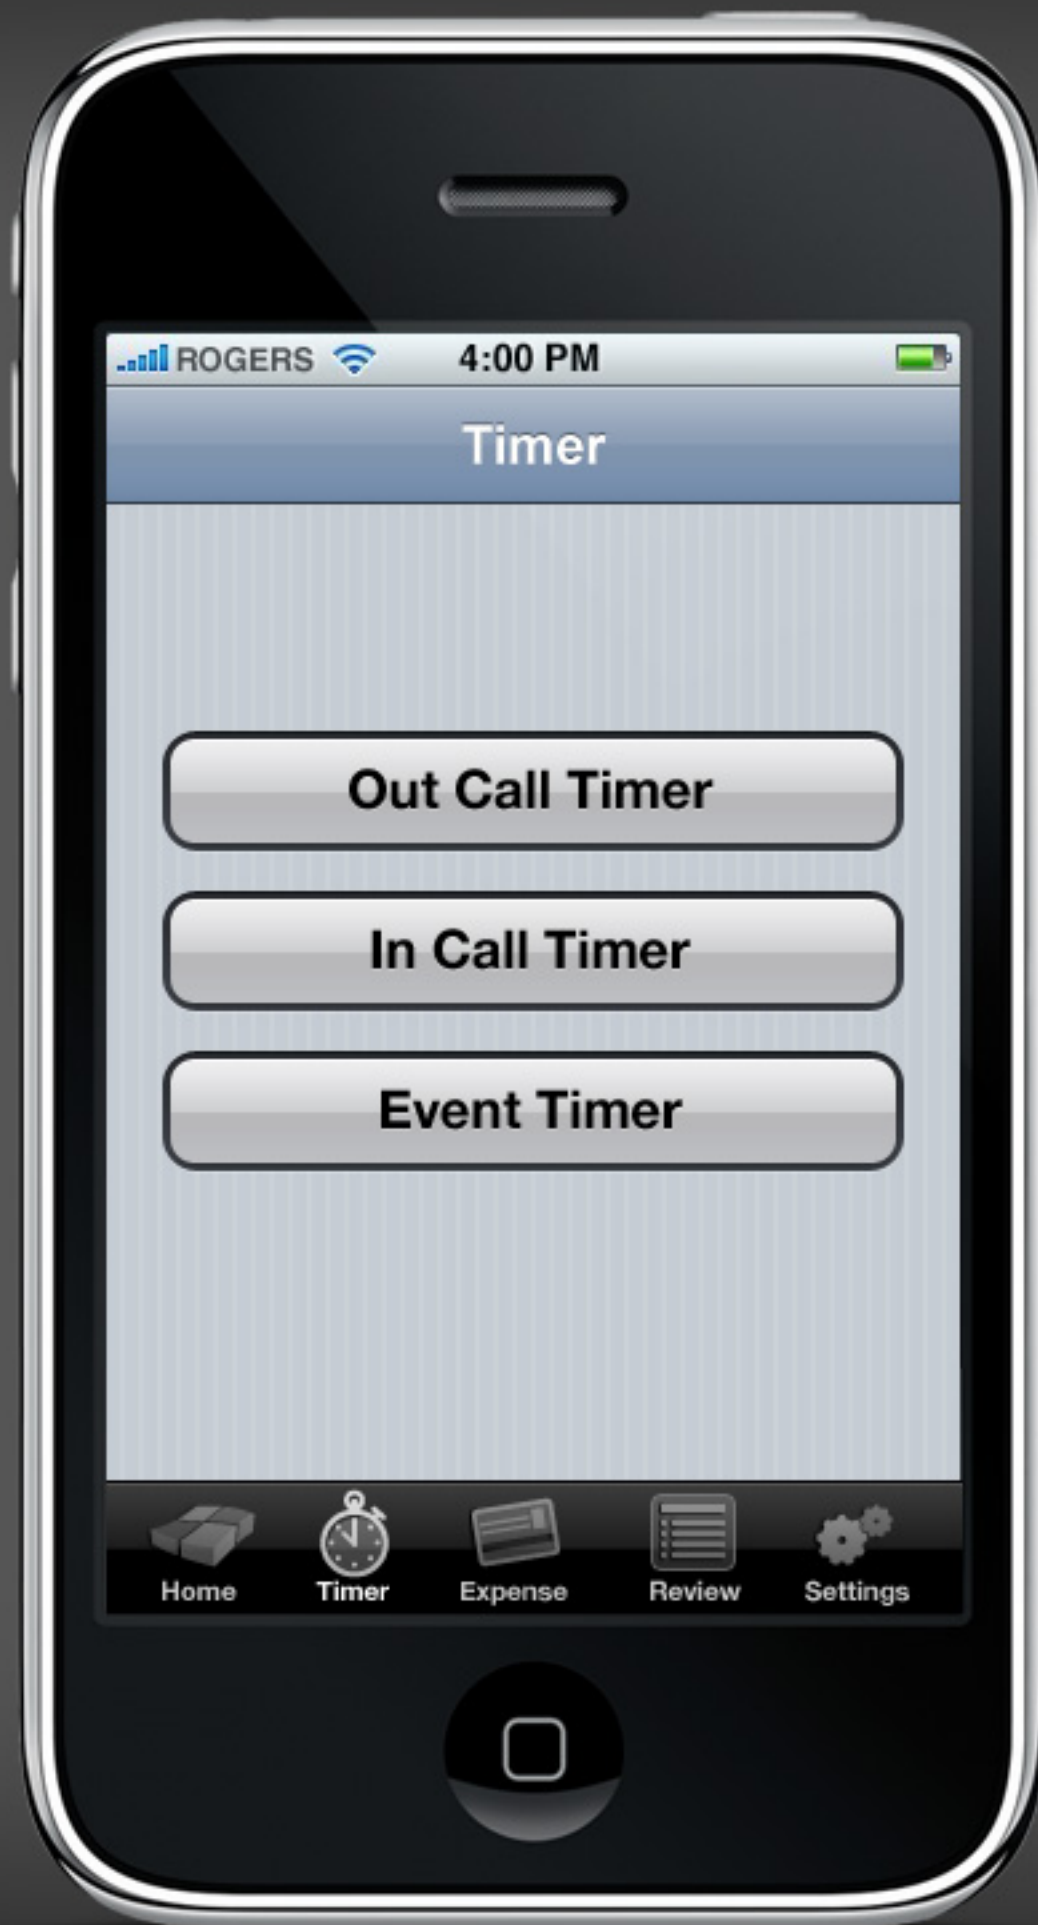 ROGERS 4:00 PM
Timer
Out Call Timer
In Call Timer
Event Timer
Home Timer Expense Review Settings